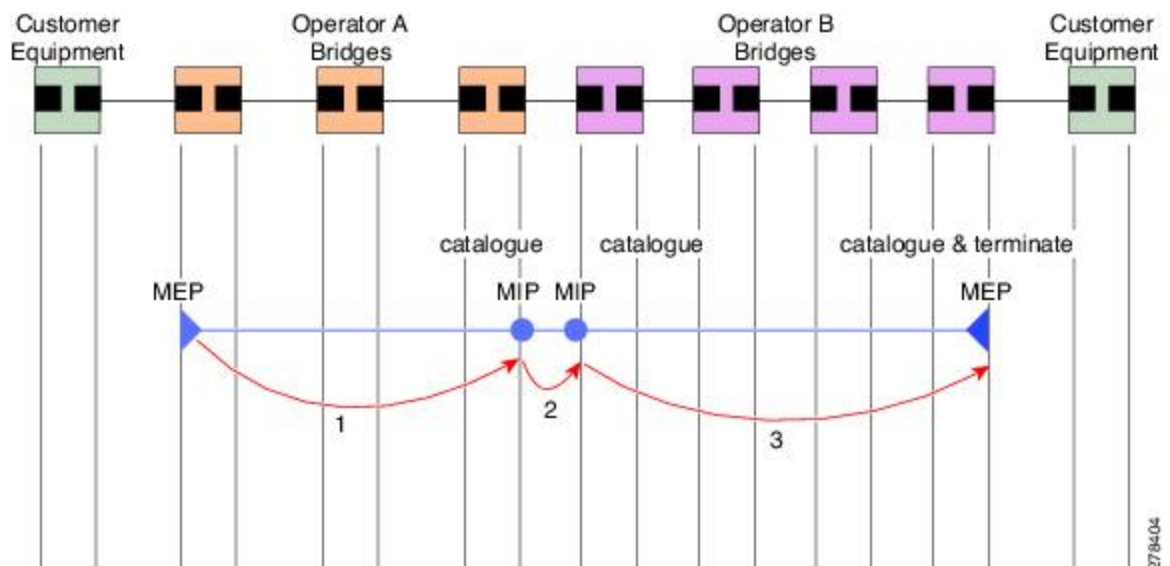 Customer
Equipment
Operator A
Bridges
Operator B
Bridges
Customer
Equipment
catalogue
catalogue
catalogue & terminate
MEP
MIP
MIP
MEP
1
2
3
278404